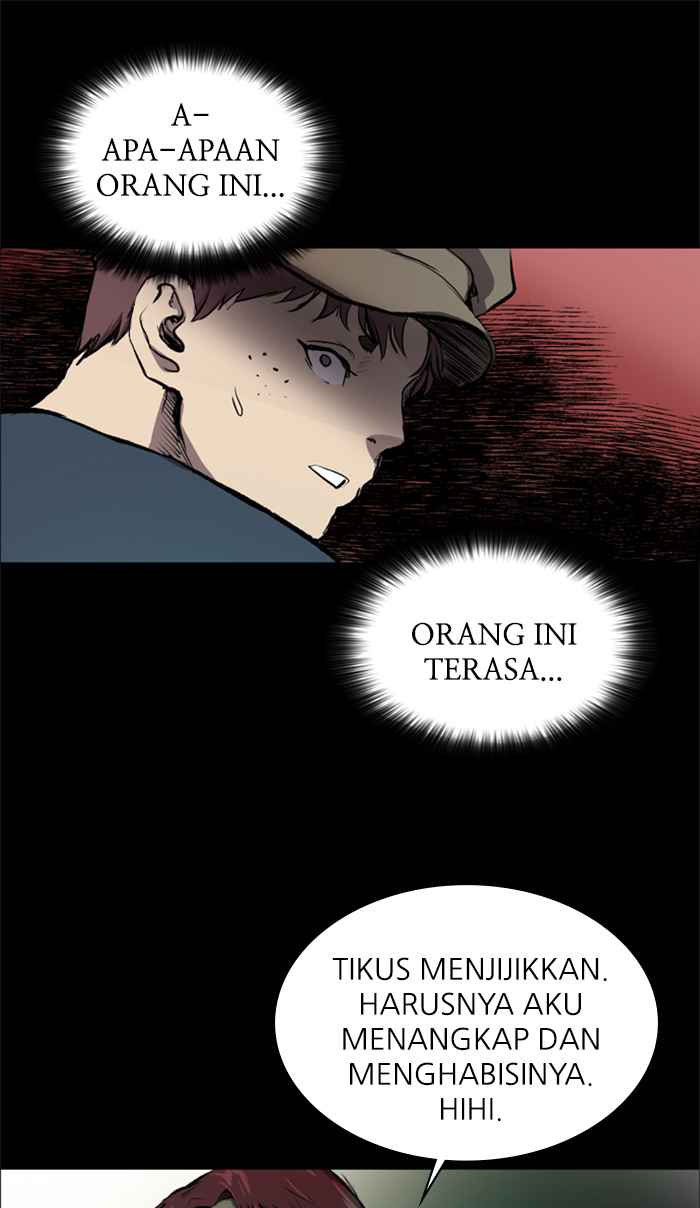 A-
APA-APAAN
ORANG INI...
ORANG INI
TERASA...
TIKUS MENJIJIKKAN.
HARUSNYA AKU
MENANGKAP DAN
MENGHABISINYA.
HIHI.